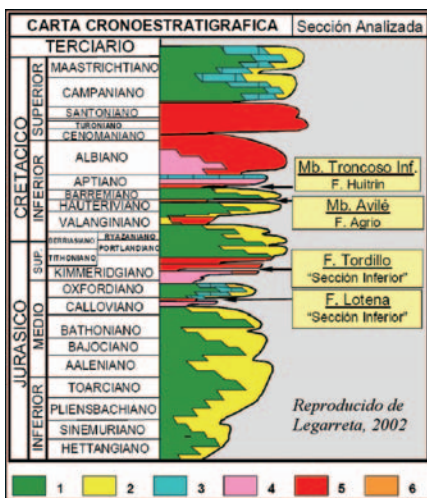 CARTA CRONOESTRATIGRAFICA
Sección Analizada
TERCIARIO
CRETACICO
SUPERIOR
MAASTRICHTIANO
CAMPANIANO
SANTONIANO
TURONIANO
CENOMANIANO
INFERIOR
ALBIANO
APTIANO
BARREMIANO
HAUTERIVIANO
VALANGINIANO
BERRIASIANO
RYAZANIANO
PORTLANDIANO
TITHONIANO
JURÁSICO
SUP.
KIMMERIDGIANO
OXFORDIANO
MEDIO
CALLOVIANO
BATHONIANO
BAJOCIANO
AALENIANO
INFERIOR
TOARCIANO
PLIENSBACHIANO
SINEMURIANO
HETTANGIANO
Mb. Troncoso Inf.
F. Huitrín
Mb. Avilé
F. Agrio
F. Tordillo
"Sección Inferior"
F. Lotena
"Sección Inferior"
Reproducido de
Legarreta, 2002
1 2 3 4 5 6